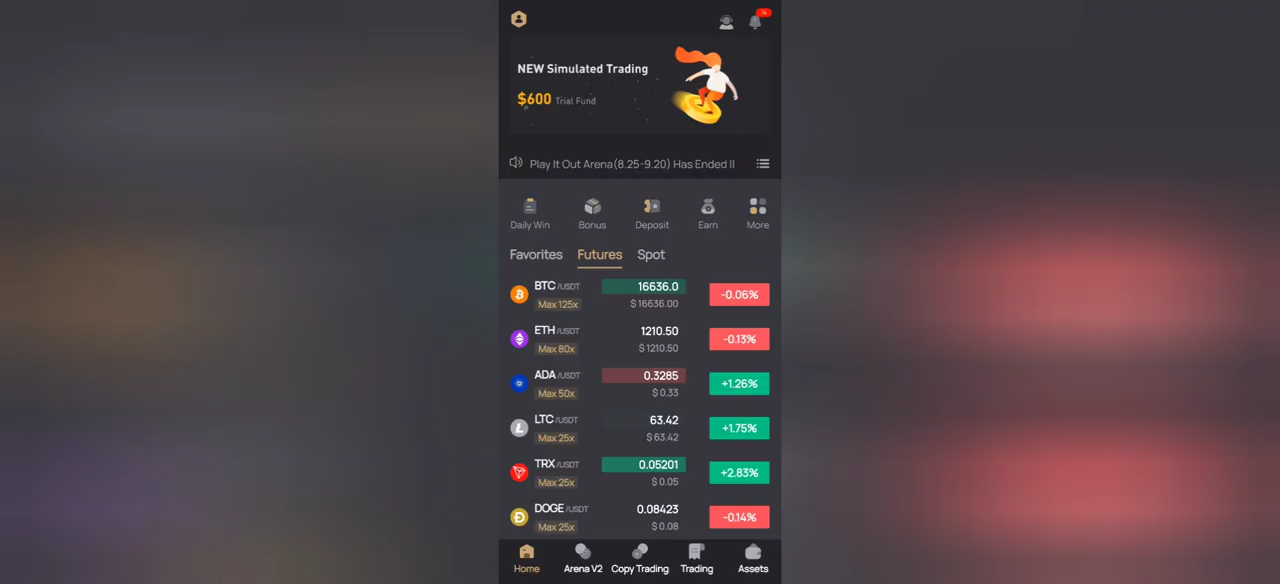 NEW Simulated Trading
$600 Trial Fund
Play It Out Arena(8.25-9.20) Has Ended
Daily Win Bonus Deposit Earn More
Favorites Futures Spot
BTC /USDT 16636.0 -0.06%
Max 125x $ 16636.00
ETH /USDT 1210.50 -0.13%
Max 80x $ 1210.50
ADA /USDT 0.3285 +1.26%
Max 50x $ 0.33
LTC /USDT 63.42 +1.75%
Max 25x $ 63.42
TRX /USDT 0.05201 +2.83%
Max 25x $ 0.05
DOGE /USDT 0.08423 -0.14%
Max 25x $ 0.08
Home Arena V2 Copy Trading Trading Assets